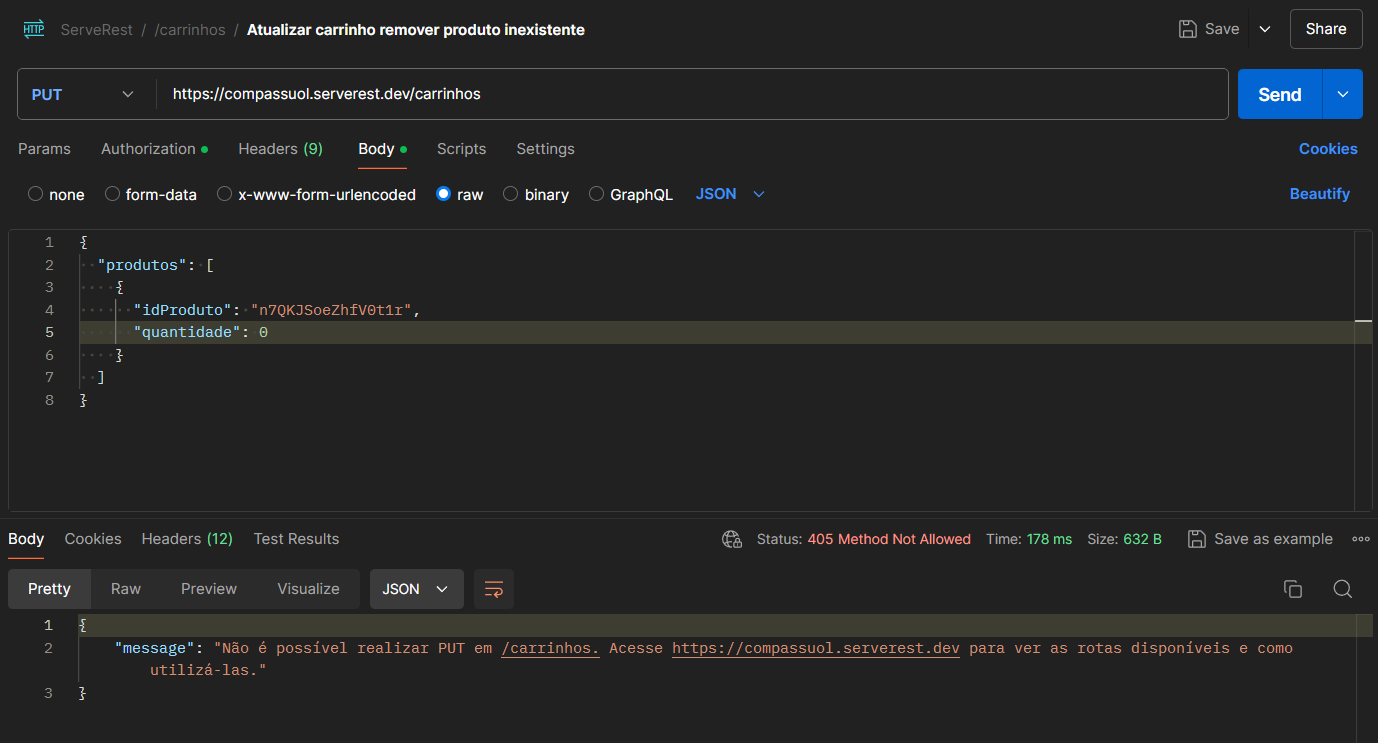 HTTP ServeRest / /carrinhos / Atualizar carrinho remover produto inexistente Save Share
PUT https://compassuol.serverest.dev/carrinhos Send
Params Authorization Headers (9) Body Scripts Settings Cookies
none form-data x-www-form-urlencoded raw binary GraphQL JSON Beautify
1 {
2 "produtos": [
3 {
4 "idProduto": "n7QKJSoeZhfV0t1r",
5 "quantidade": 0
6 }
7 ]
8 }
Body Cookies Headers (12) Test Results Status: 405 Method Not Allowed Time: 178 ms Size: 632 B Save as example
Pretty Raw Preview Visualize JSON
1 {
2 "message": "Não é possível realizar PUT em /carrinhos. Acesse https://compassuol.serverest.dev para ver as rotas disponíveis e como
utilizá-las."
3 }